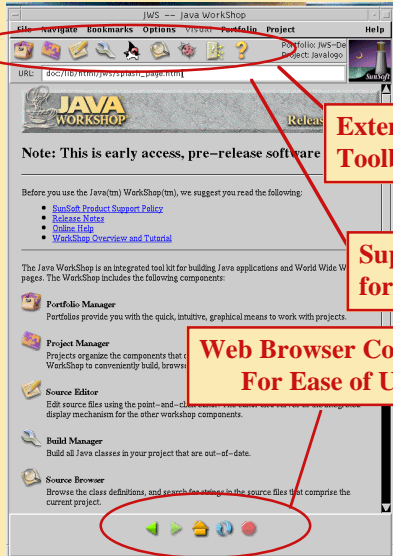 JWS -- Java WorkShop
File Navigate Bookmarks Options Visual Portfolio Project Help
Portfolio: JWS-De
Project: Javalogo
SunSoft
URL: doc:/lib/html/jws/splash_page.html
JAVA
WORKSHOP
Note: This is early access, pre-release software
Before you use the Java(tm) WorkShop(tm), we suggest you read the following:
SunSoft Product Support Policy
Release Notes
Online Help
WorkShop Overview and Tutorial
The Java WorkShop is an integrated tool kit for building Java applications and World Wide W
pages. The WorkShop includes the following components:
Portfolio Manager
Portfolios provide you with the quick, intuitive, graphical means to work with projects.
Project Manager
Projects organize the components that
WorkShop to conveniently build, browse
Source Editor
Edit source files using the
display mechanism for the other workshop components.
Build Manager
Build all Java classes in your project that are out-of-date.
Source Browser
Browse the class definitions, and search for strings in the source files that comprise the
current project.
Exten
Toolb
Sup
for
Web Browser Co
For Ease of U